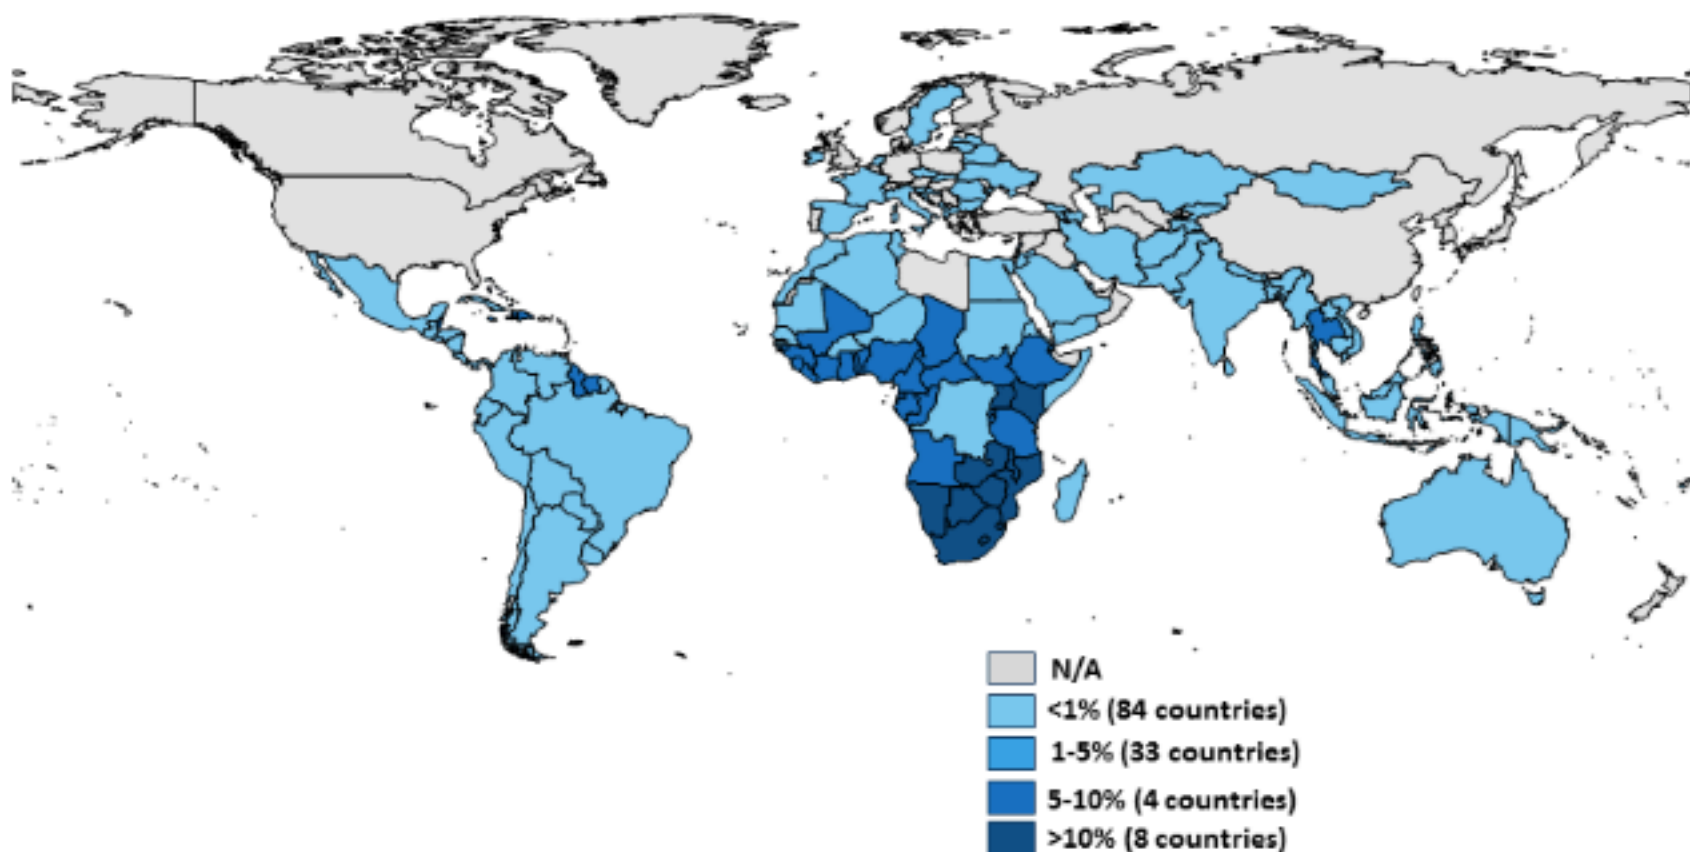 N/A
<1% (84 countries)
1-5% (33 countries)
5-10% (4 countries)
>10% (8 countries)